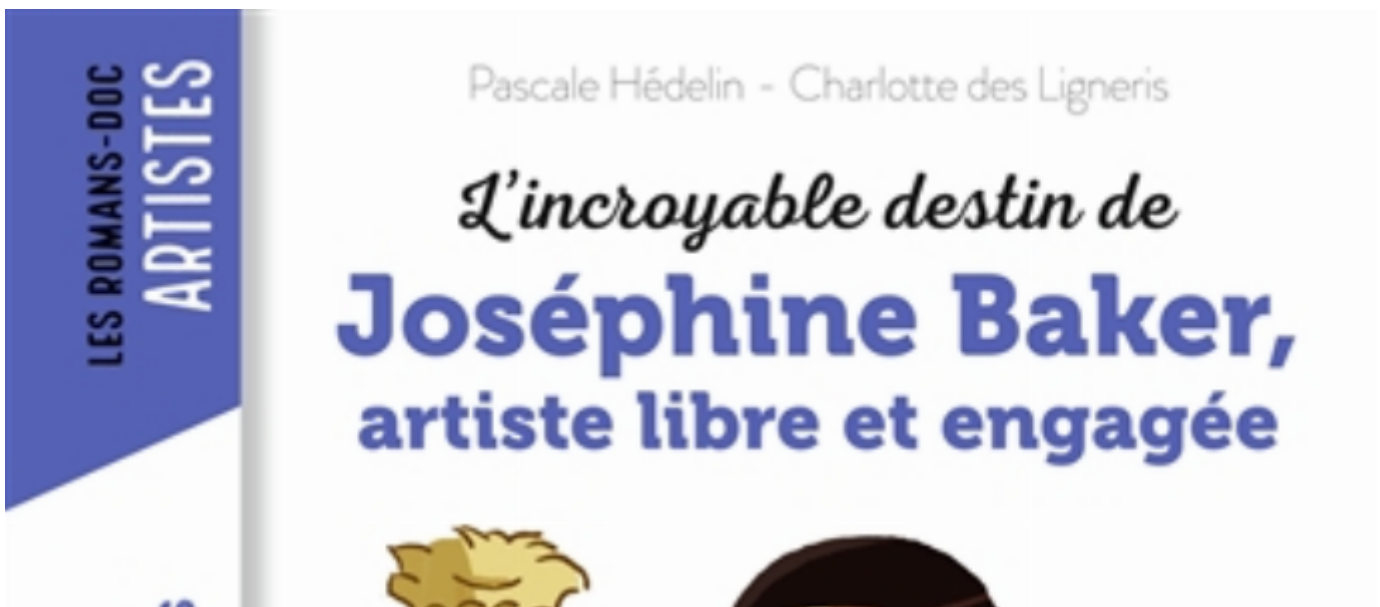 LES ROMANS-DOC
ARTISTES
Pascale Hédelin - Charlotte des Ligneris
L'incroyable destin de
Joséphine Baker,
artiste libre et engagée